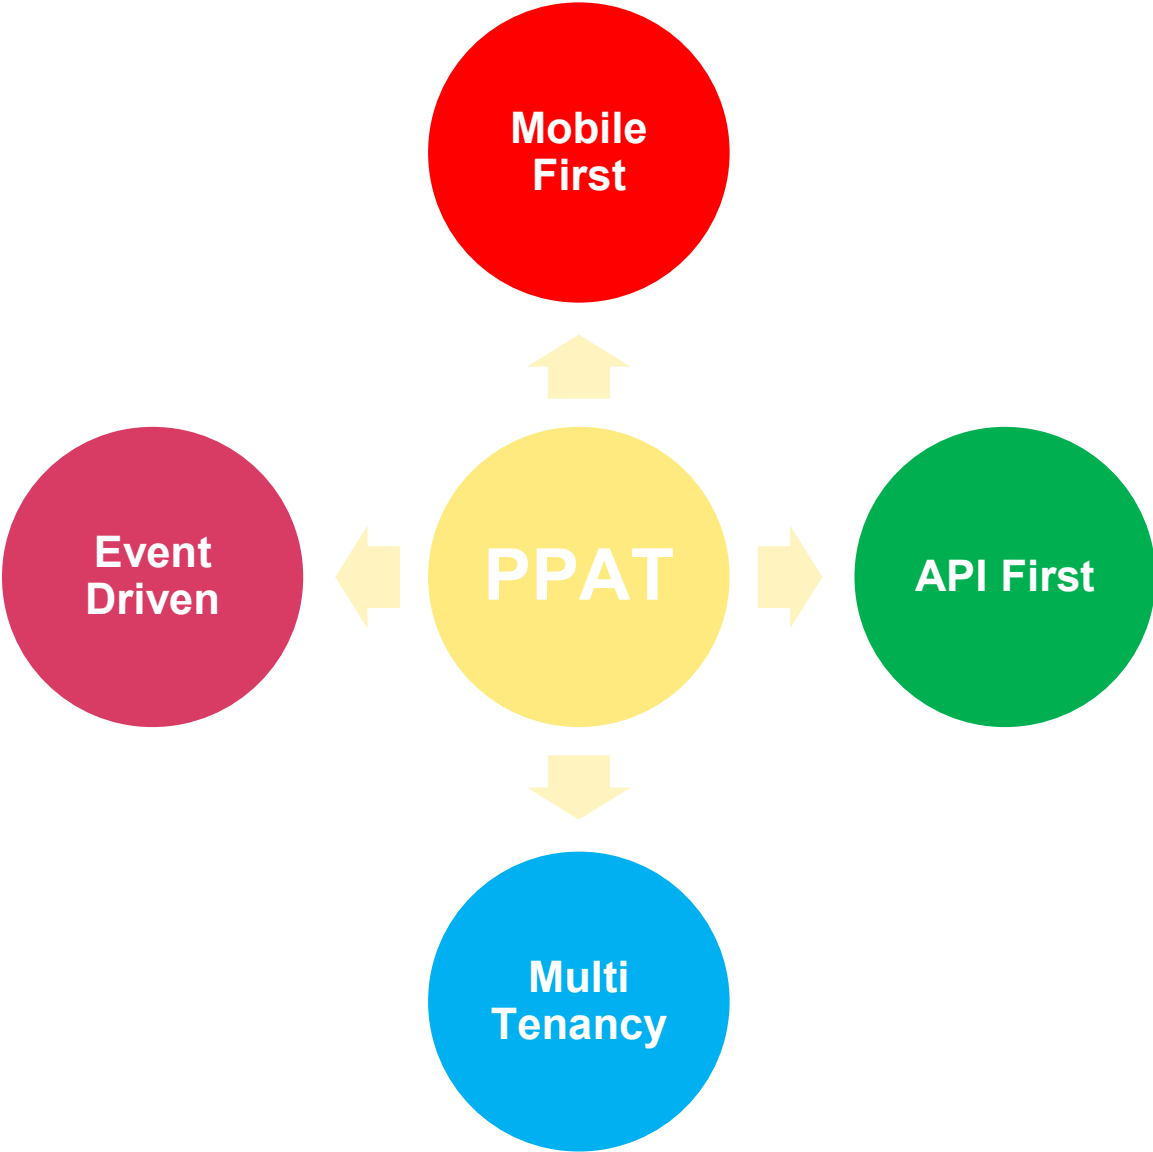 Mobile
First
Event
Driven
PPAT
API First
Multi
Tenancy